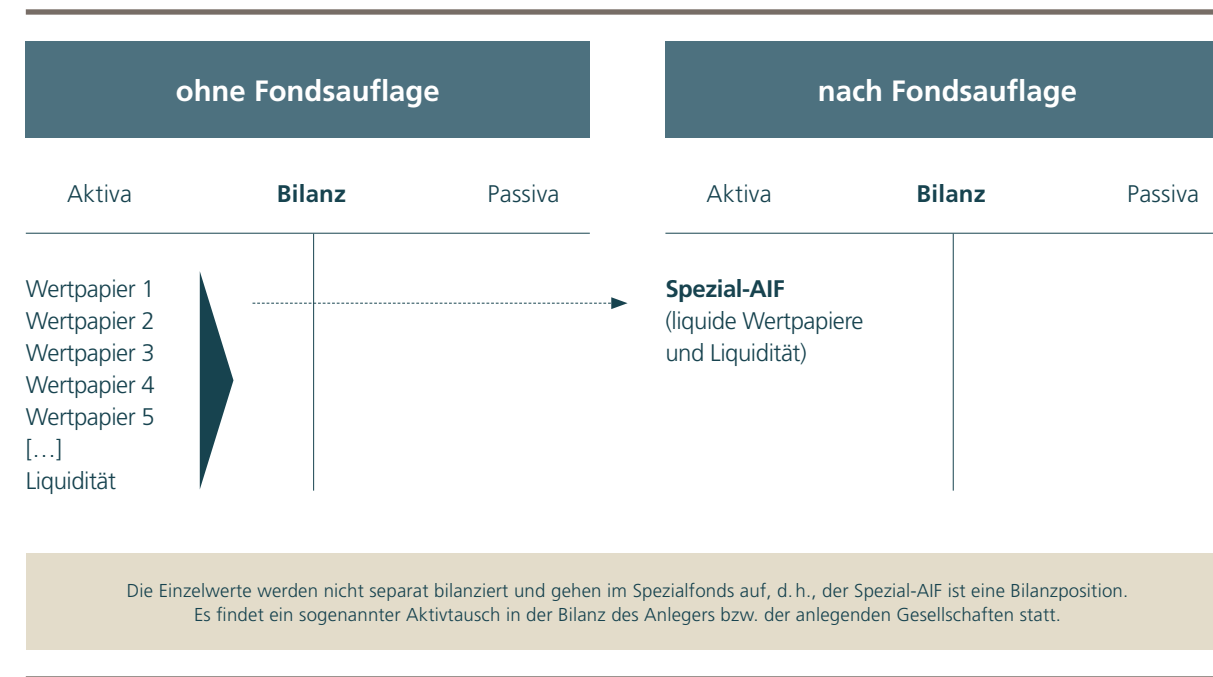 ohne Fondsauflage
Aktiva Bilanz Passiva
Wertpapier 1
Wertpapier 2
Wertpapier 3
Wertpapier 4
Wertpapier 5
[…]
Liquidität
nach Fondsauflage
Aktiva Bilanz Passiva
Spezial-AIF
(liquide Wertpapiere
und Liquidität)
Die Einzelwerte werden nicht separat bilanziert und gehen im Spezialfonds auf, d. h., der Spezial-AIF ist eine Bilanzposition.
Es findet ein sogenannter Aktivtausch in der Bilanz des Anlegers bzw. der anlegenden Gesellschaften statt.